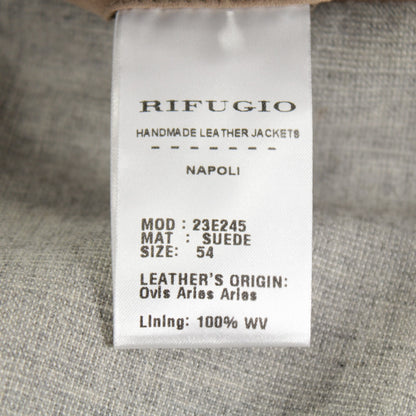 RIFUGIO
HANDMADE LEATHER JACKETS
-------
NAPOLI
MOD : 23E245
MAT : SUEDE
SIZE: 54
LEATHER'S ORIGIN:
Ovis Aries Aries
Lining: 100% WV